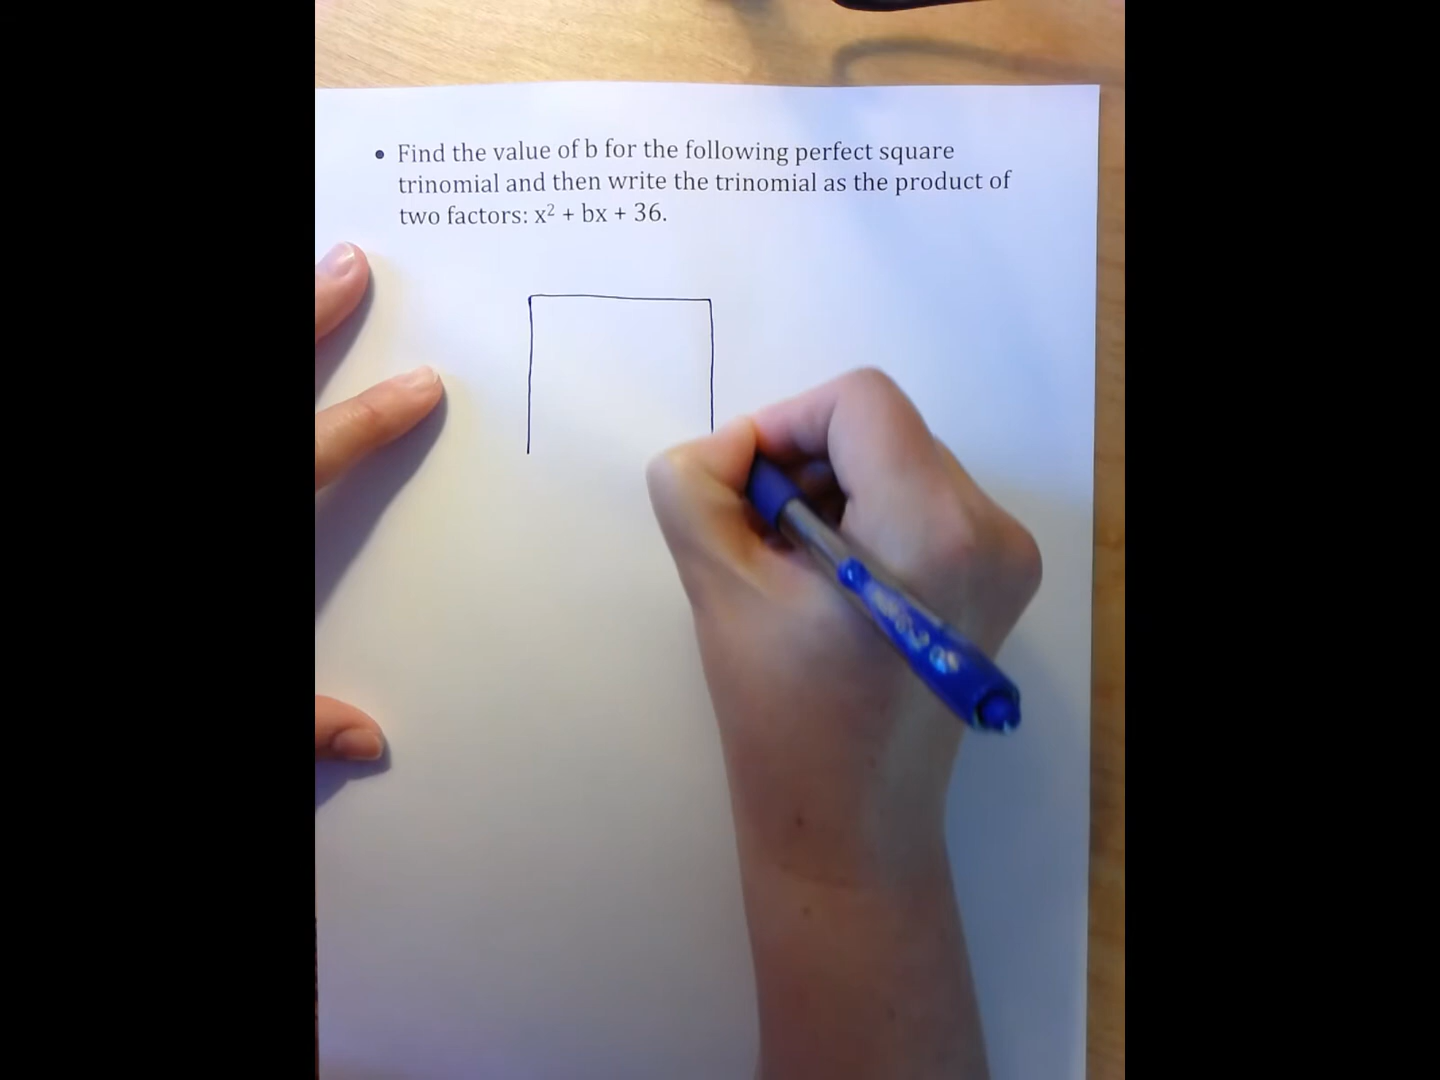 • Find the value of b for the following perfect square
trinomial and then write the trinomial as the product of
two factors: x² + bx + 36.